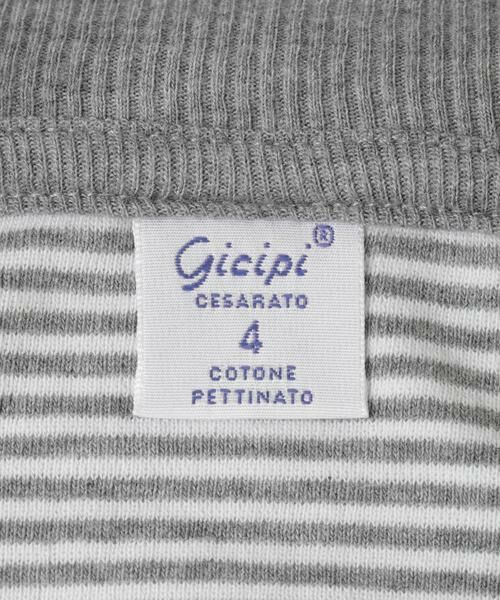 Gicipi®
CESARATO
4
COTONE
PETTINATO